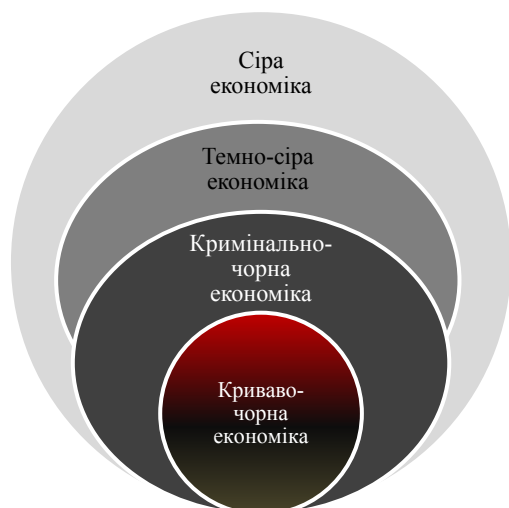 Сіра
економіка
Темно-сіра
економіка
Кримінально-
чорна
економіка
Криваво-
чорна
економіка